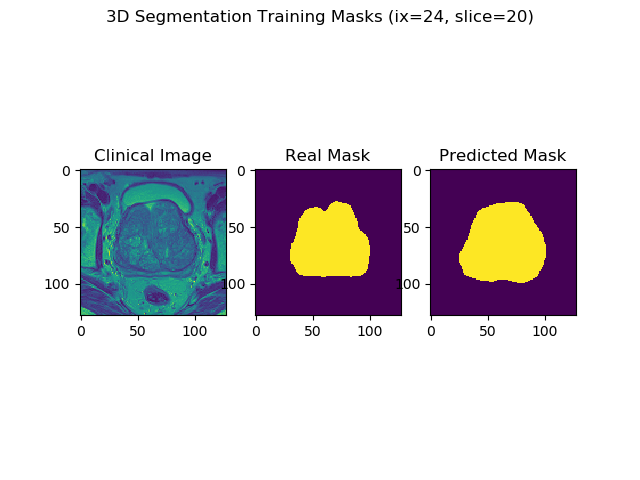 3D Segmentation Training Masks (ix=24, slice=20)
Clinical Image Real Mask Predicted Mask
0 0 0
50 50 50
100 100 100
0 50 100 0 50 100 0 50 100